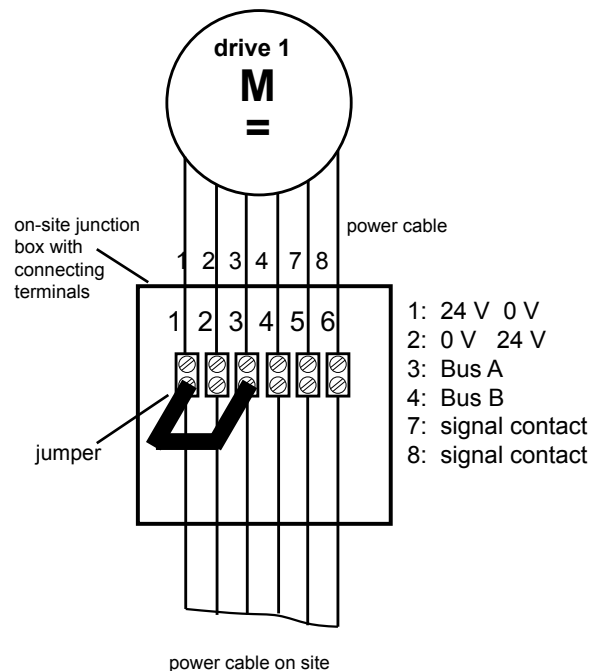 drive 1
M
=
on-site junction
box with
connecting
terminals
power cable
1 2 3 4 7 8
1 2 3 4 5 6
1: 24 V 0 V
2: 0 V 24 V
3: Bus A
4: Bus B
7: signal contact
8: signal contact
jumper
power cable on site